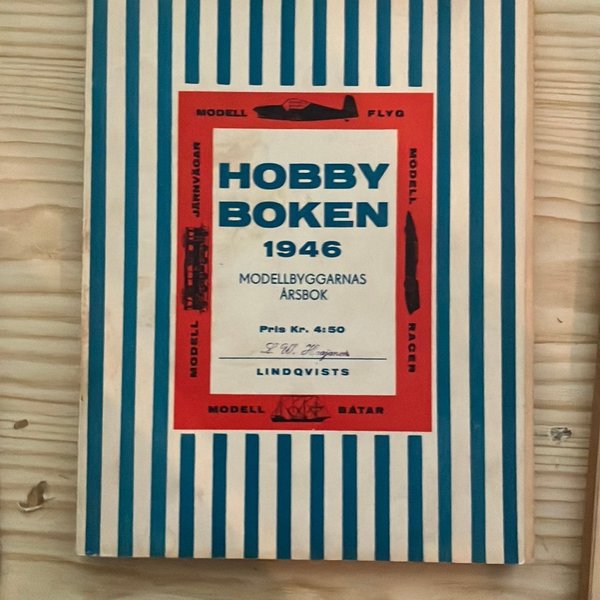 MODELL FLYG
MODELL JÄRNVÄGAR
MODELL RACER
HOBBY
BOKEN
1946
MODELLBYGGARNAS
ÅRSBOK
Pris Kr. 4:50
L. W.
LINDQVISTS
MODELL BÅTAR